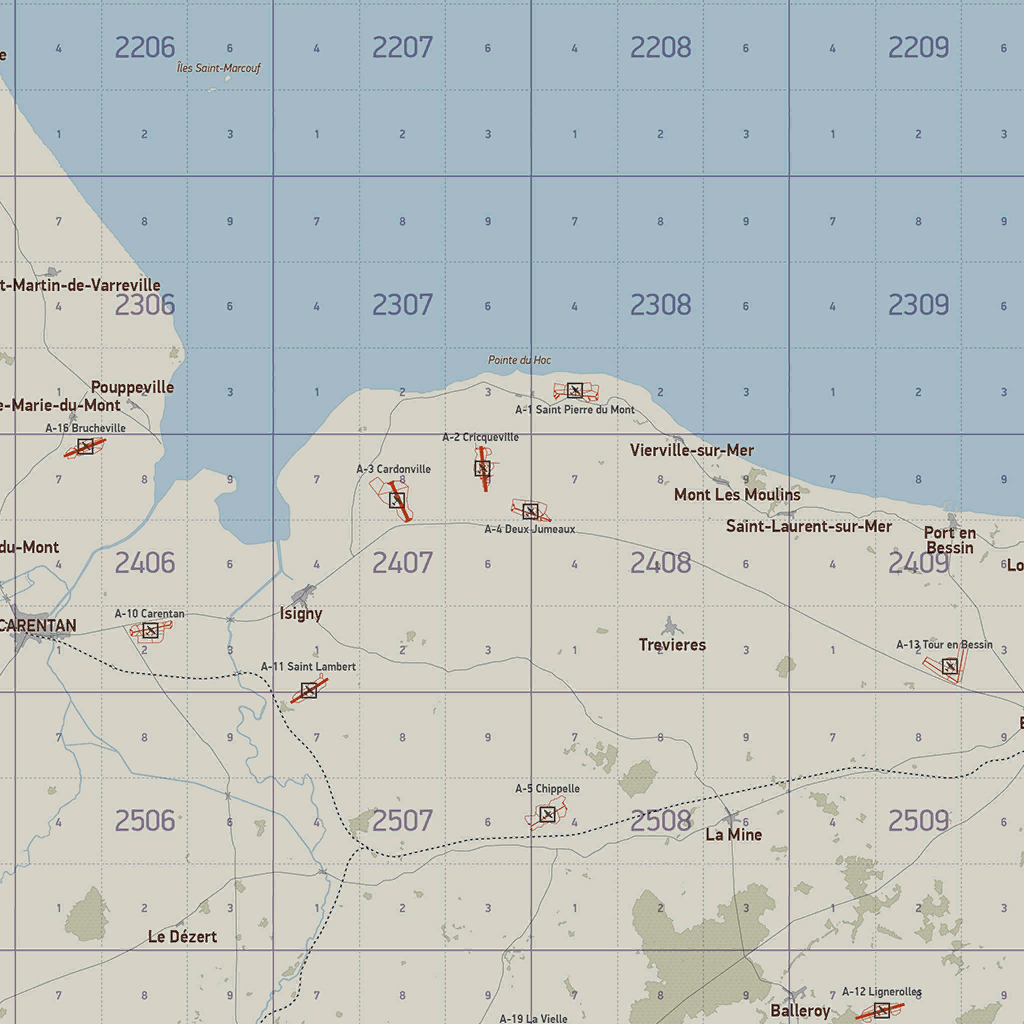 4 2206 6 4 2207 6 4 2208 6 4 2209 6
e
Îles Saint-Marcouf
1 2 3 1 2 3 1 2 3 1 2 3
7 8 9 7 8 9 7 8 9 7 8 9
t-Martin-de-Varreville
4 2306 6 4 2307 6 4 2308 6 4 2309 6
Pointe du Hoc
Pouppeville
1 2 3 1 2 3 1 2 3 1 2 3
e-Marie-du-Mont
A-1 Saint Pierre du Mont
A-16 Brucheville
A-2 Cricqueville
Vierville-sur-Mer
A-3 Cardonville
7 8 9 7 8 9 7 8 9 7 8 9
Mont Les Moulins
Saint-Laurent-sur-Mer
A-4 Deux Jumeaux
Port en
Bessin
du-Mont
4 2406 6 4 2407 6 4 2408 6 4 2409 6
Lo
Isigny
A-10 Carentan
CARENTAN
Trevieres
A-13 Tour en Bessin
1 2 3 1 2 3 1 2 3 1 2 3
A-11 Saint Lambert
7 8 9 7 8 9 7 8 9 7 8 9
A-5 Chippelle
4 2506 6 4 2507 6 4 2508 6 4 2509 6
La Mine
1 2 3 1 2 3 1 2 3 1 2 3
Le Dézert
7 8 9 7 8 9 7 8 9 7 8 9
A-12 Lignerolles
Balleroy
A-19 La Vielle